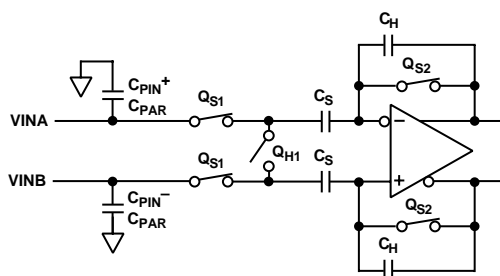 CH
QS2
CPIN+
CPAR
QS1
CS
VINA
−
QH1
VINB
QS1
CS
+
CPIN−
CPAR
QS2
CH